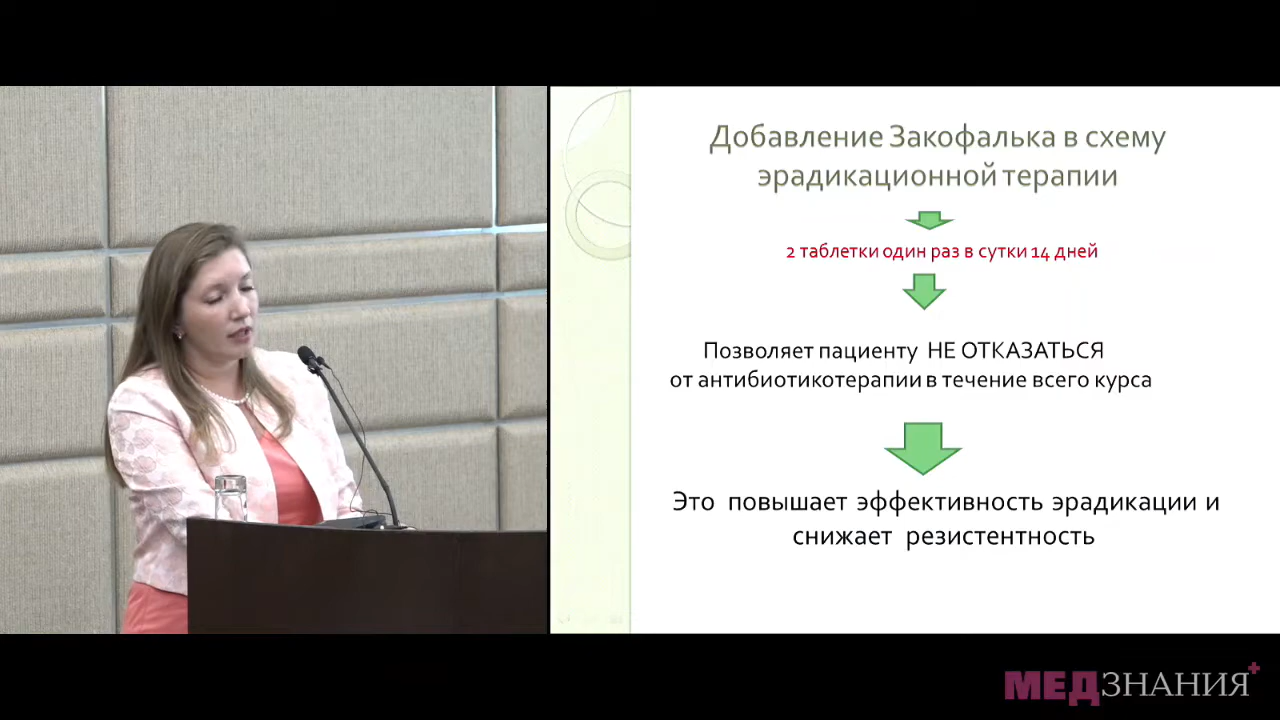 Добавление Закофалька в схему
эрадикационной терапии
2 таблетки один раз в сутки 14 дней
Позволяет пациенту НЕ ОТКАЗАТЬСЯ
от антибиотикотерапии в течение всего курса
Это повышает эффективность эрадикации и
снижает резистентность
МЕДЗНАНИЯ+